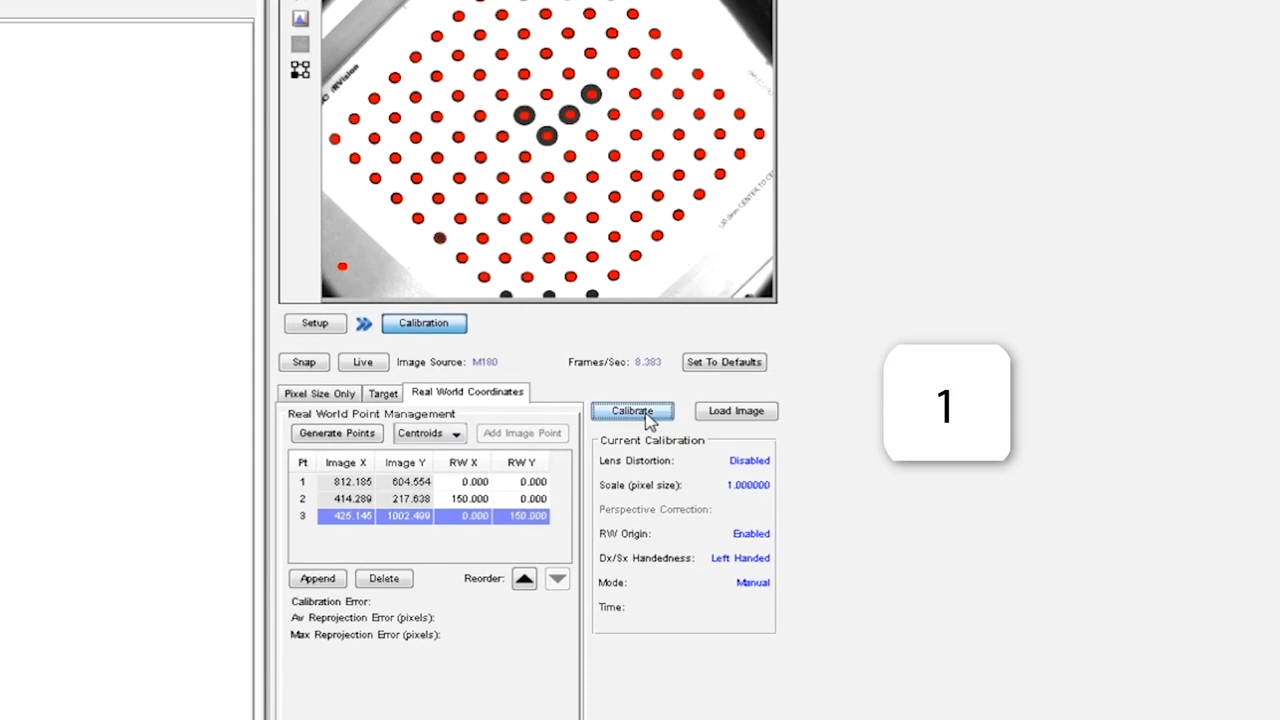 Vision
Setup
Calibration
Snap
Live
Image Source: M180
Frames/Sec: 8.383
Set To Defaults
Pixel Size Only
Target
Real World Coordinates
Real World Point Management
Calibrate
Load Image
Generate Points
Centroids
Add Image Point
Current Calibration
Pt Image X Image Y RW X RW Y
1 812.185 604.554 0.000 0.000
2 414.289 217.638 150.000 0.000
3 425.145 1002.499 0.000 150.000
Lens Distortion: Disabled
Scale (pixel size): 1.000000
Perspective Correction:
RW Origin: Enabled
Dx/Sx Handedness: Left Handed
Mode: Manual
Time:
Append
Delete
Reorder:
Calibration Error:
Av Reprojection Error (pixels):
Max Reprojection Error (pixels):
1